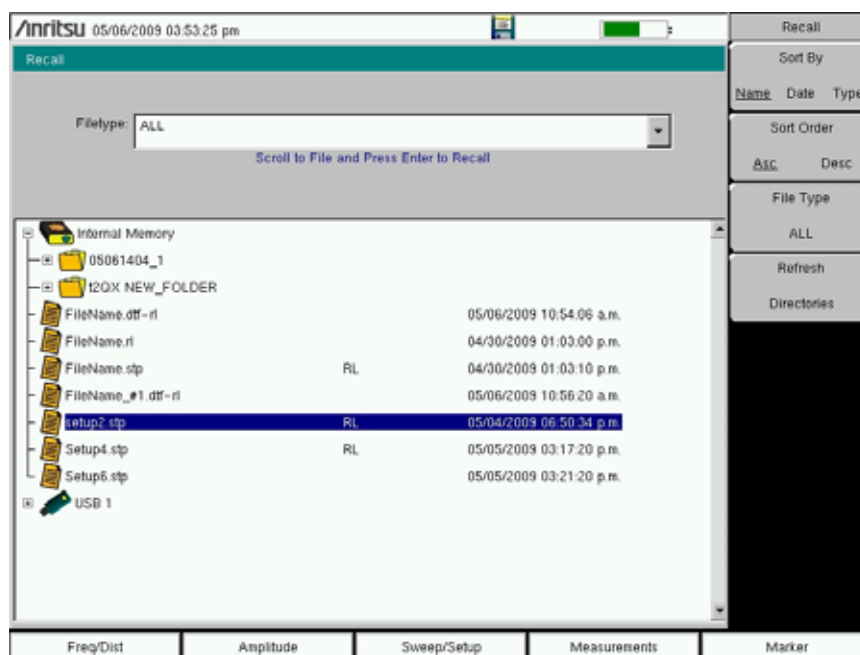 /Inritsu 05/06/2009 03:53:25 pm
Recall
Filetype: ALL
Scroll to File and Press Enter to Recall
Internal Memory
05061404_1
t2QX NEW_FOLDER
FileName.dtf-rl 05/06/2009 10:54:06 a.m.
FileName.rl 04/30/2009 01:03:00 p.m.
FileName.stp RL 04/30/2009 01:03:10 p.m.
FileName_#1.dtf-rl 05/06/2009 10:56:20 a.m.
setup2.stp RL 05/04/2009 06:50:34 p.m.
Setup4.stp RL 05/05/2009 03:17:20 p.m.
Setup6.stp 05/05/2009 03:21:20 p.m.
USB 1
Recall
Sort By
Name Date Type
Sort Order
Asc Desc
File Type
ALL
Refresh
Directories
Freq/Dist Amplitude Sweep/Setup Measurements Marker